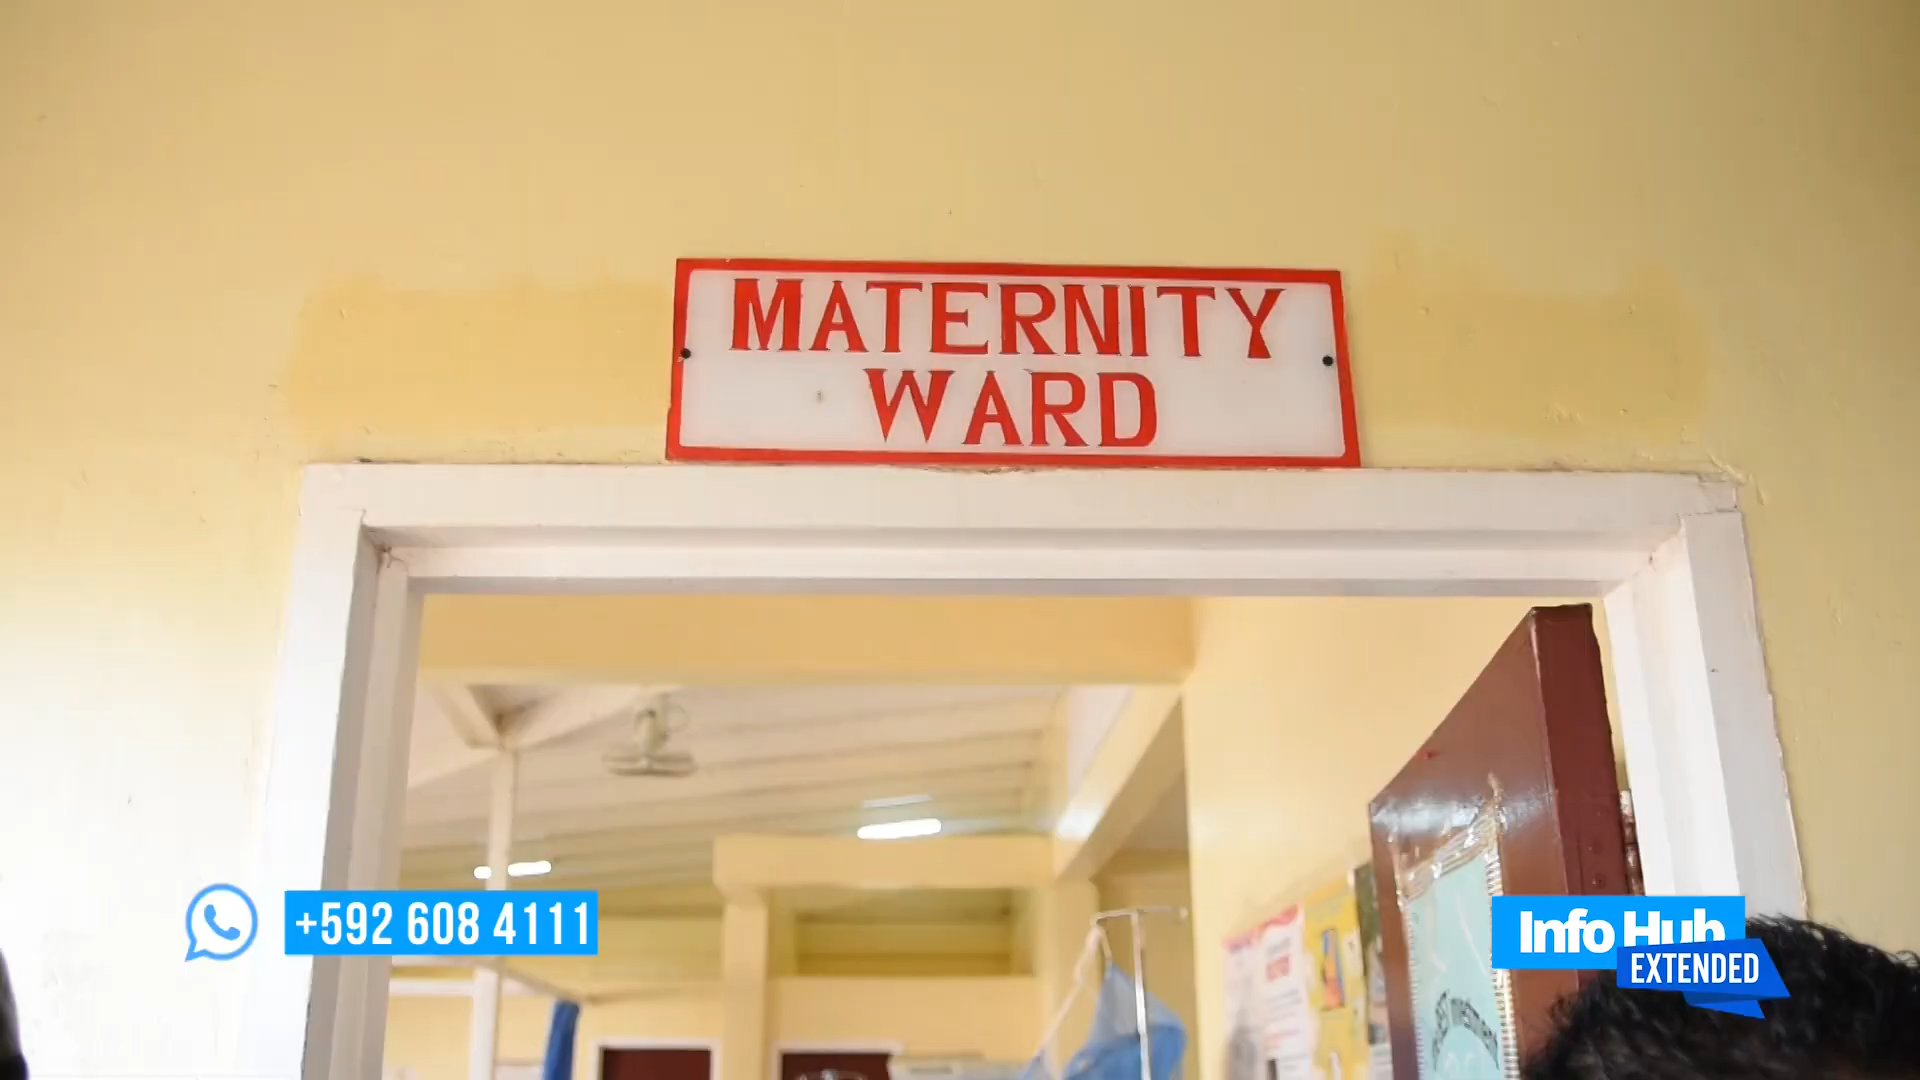 MATERNITY
WARD
+592 608 4111
Info Hub
EXTENDED